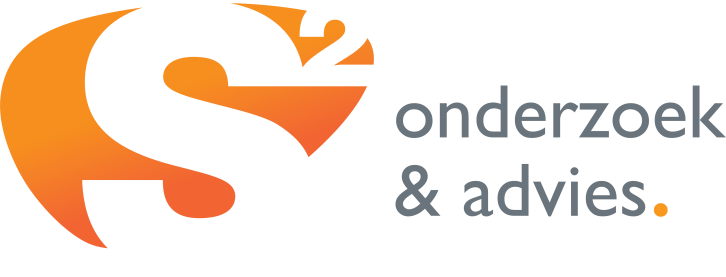 S²
onderzoek
& advies.